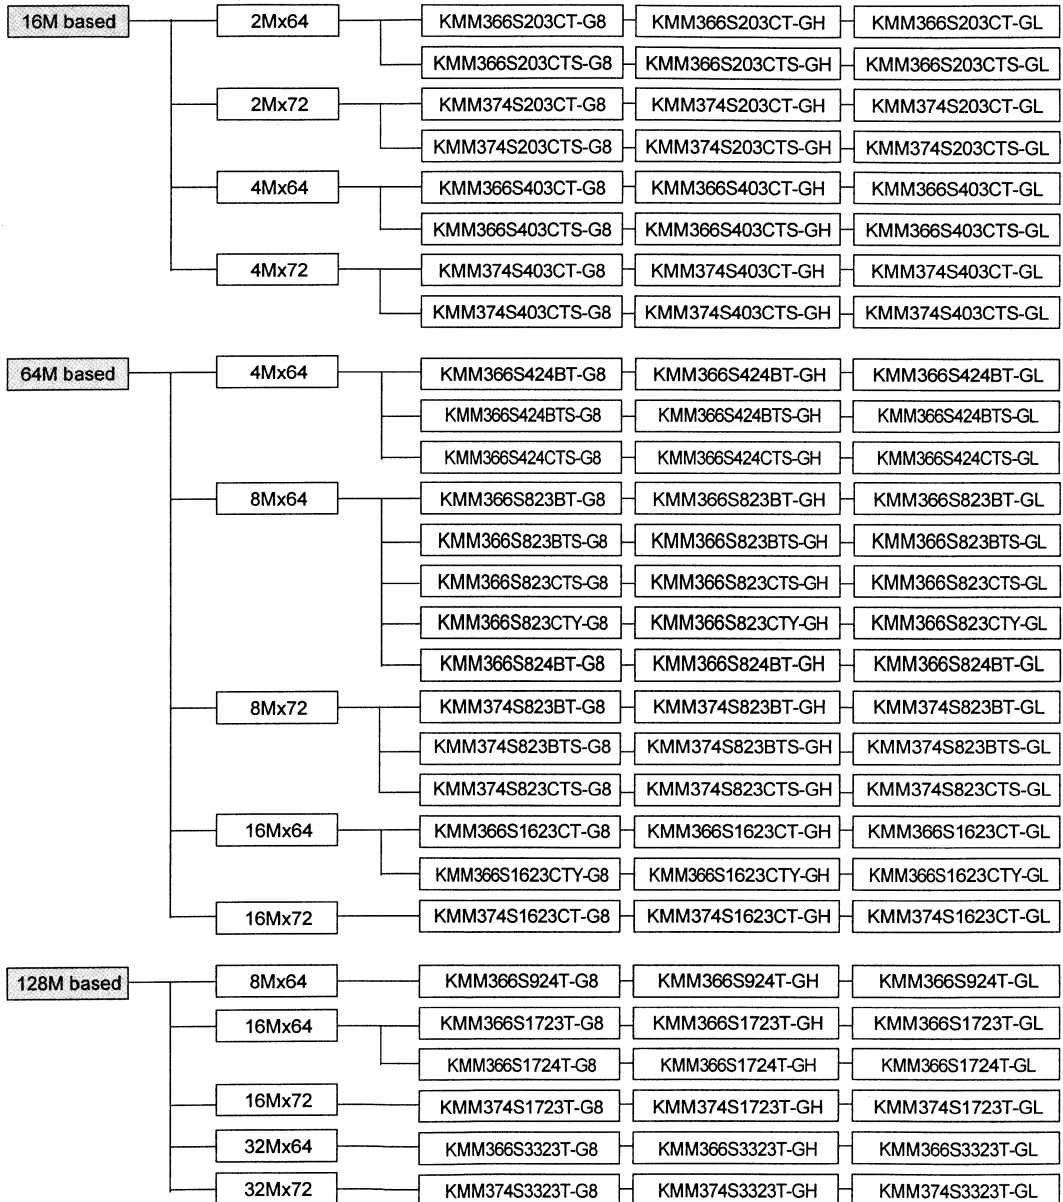 16M based 2Mx64 KMM366S203CT-G8 KMM366S203CT-GH KMM366S203CT-GL
KMM366S203CTS-G8 KMM366S203CTS-GH KMM366S203CTS-GL
2Mx72 KMM374S203CT-G8 KMM374S203CT-GH KMM374S203CT-GL
KMM374S203CTS-G8 KMM374S203CTS-GH KMM374S203CTS-GL
4Mx64 KMM366S403CT-G8 KMM366S403CT-GH KMM366S403CT-GL
KMM366S403CTS-G8 KMM366S403CTS-GH KMM366S403CTS-GL
4Mx72 KMM374S403CT-G8 KMM374S403CT-GH KMM374S403CT-GL
KMM374S403CTS-G8 KMM374S403CTS-GH KMM374S403CTS-GL
64M based 4Mx64 KMM366S424BT-G8 KMM366S424BT-GH KMM366S424BT-GL
KMM366S424BTS-G8 KMM366S424BTS-GH KMM366S424BTS-GL
KMM366S424CTS-G8 KMM366S424CTS-GH KMM366S424CTS-GL
8Mx64 KMM366S823BT-G8 KMM366S823BT-GH KMM366S823BT-GL
KMM366S823BTS-G8 KMM366S823BTS-GH KMM366S823BTS-GL
KMM366S823CTS-G8 KMM366S823CTS-GH KMM366S823CTS-GL
KMM366S823CTY-G8 KMM366S823CTY-GH KMM366S823CTY-GL
KMM366S824BT-G8 KMM366S824BT-GH KMM366S824BT-GL
8Mx72 KMM374S823BT-G8 KMM374S823BT-GH KMM374S823BT-GL
KMM374S823BTS-G8 KMM374S823BTS-GH KMM374S823BTS-GL
KMM374S823CTS-G8 KMM374S823CTS-GH KMM374S823CTS-GL
16Mx64 KMM366S1623CT-G8 KMM366S1623CT-GH KMM366S1623CT-GL
KMM366S1623CTY-G8 KMM366S1623CTY-GH KMM366S1623CTY-GL
16Mx72 KMM374S1623CT-G8 KMM374S1623CT-GH KMM374S1623CT-GL
128M based 8Mx64 KMM366S924T-G8 KMM366S924T-GH KMM366S924T-GL
16Mx64 KMM366S1723T-G8 KMM366S1723T-GH KMM366S1723T-GL
KMM366S1724T-G8 KMM366S1724T-GH KMM366S1724T-GL
16Mx72 KMM374S1723T-G8 KMM374S1723T-GH KMM374S1723T-GL
32Mx64 KMM366S3323T-G8 KMM366S3323T-GH KMM366S3323T-GL
32Mx72 KMM374S3323T-G8 KMM374S3323T-GH KMM374S3323T-GL